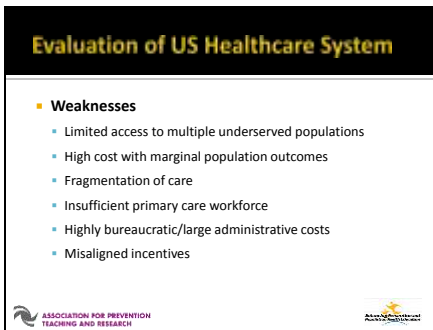 Evaluation of US Healthcare System
Weaknesses
Limited access to multiple underserved populations
High cost with marginal population outcomes
Fragmentation of care
Insufficient primary care workforce
Highly bureaucratic/large administrative costs
Misaligned incentives
ASSOCIATION FOR PREVENTION
TEACHING AND RESEARCH